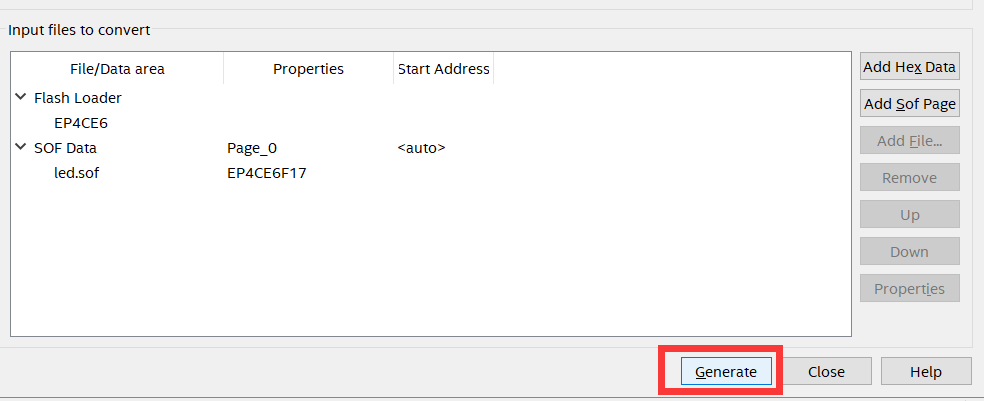 Input files to convert
File/Data area Properties Start Address
Add Hex Data
Flash Loader
Add Sof Page
EP4CE6
Add File...
SOF Data Page_0 <auto>
led.sof EP4CE6F17
Remove
Up
Down
Properties
Generate Close Help